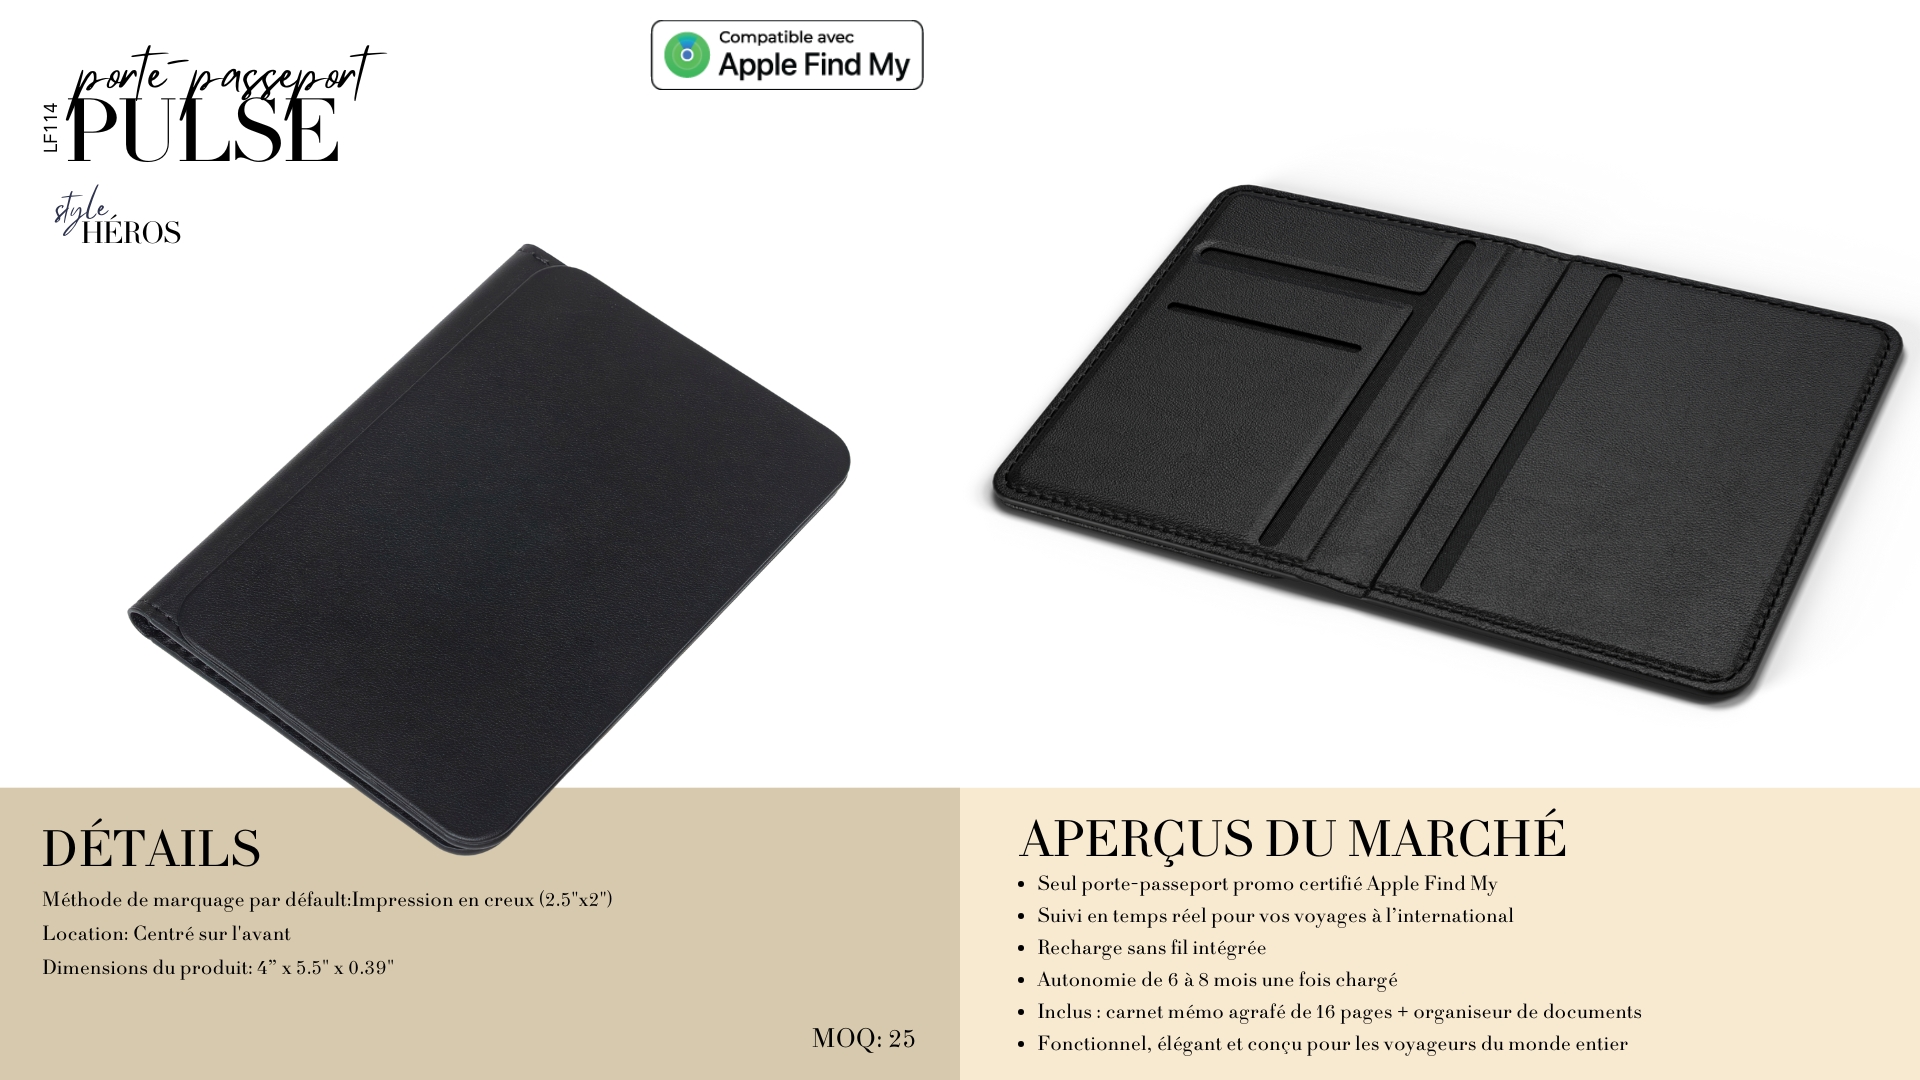 porte-passeport
LF114
PULSE
style
HÉROS
Compatible avec
Apple Find My
DÉTAILS
Méthode de marquage par défault:Impression en creux (2.5"x2")
Location: Centré sur l'avant
Dimensions du produit: 4” x 5.5" x 0.39"
MOQ: 25
APERÇUS DU MARCHÉ
• Seul porte-passeport promo certifié Apple Find My
• Suivi en temps réel pour vos voyages à l’international
• Recharge sans fil intégrée
• Autonomie de 6 à 8 mois une fois chargé
• Inclus : carnet mémo agrafé de 16 pages + organiseur de documents
• Fonctionnel, élégant et conçu pour les voyageurs du monde entier